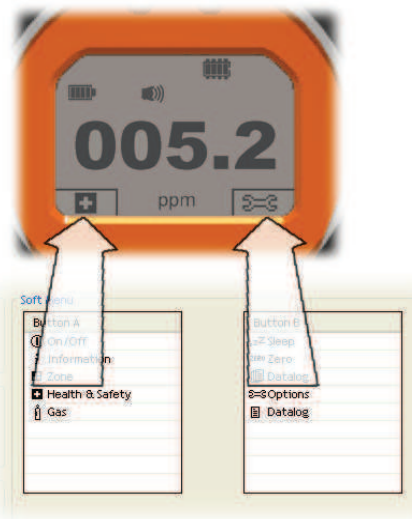 005.2
ppm
Soft Menu
Button A
On/Off
Information
Zone
Health & Safety
Gas
Button B
Sleep
Zero
Datalog
Options
Datalog